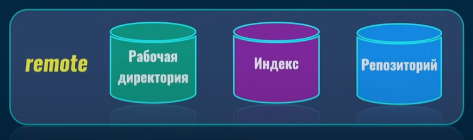 remote
Рабочая
директория
Индекс
Репозиторий